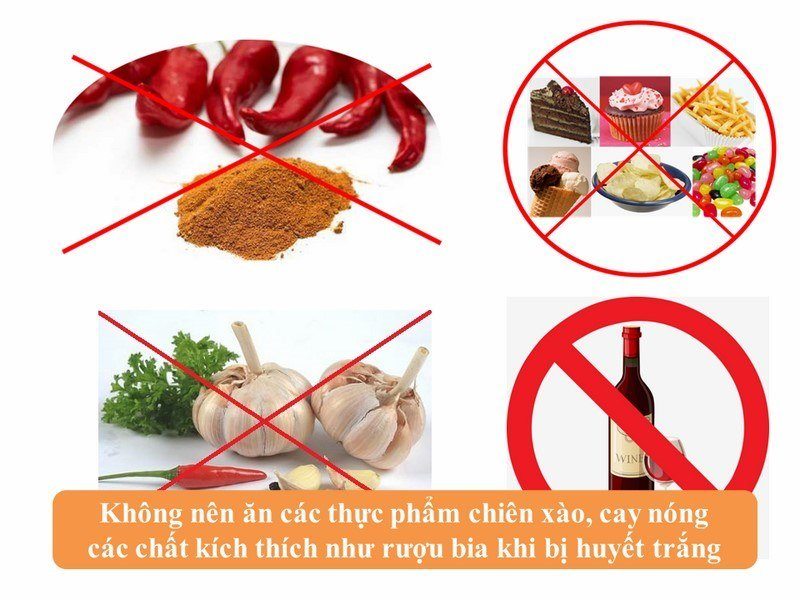 WINE
Không nên ăn các thực phẩm chiên xào, cay nóng
các chất kích thích như rượu bia khi bị huyết trắng